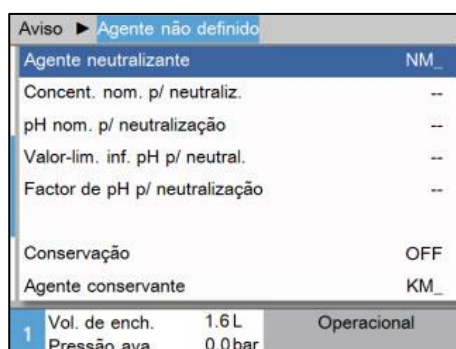 Aviso ▶ Agente não definido
Agente neutralizante NM_
Concent. nom. p/ neutraliz. --
pH nom. p/ neutralização --
Valor-lim. inf. pH p/ neutral. --
Factor de pH p/ neutralização --
Conservação OFF
Agente conservante KM_
1 Vol. de ench. 1.6 L Operacional
Pressão ava 0.0 bar